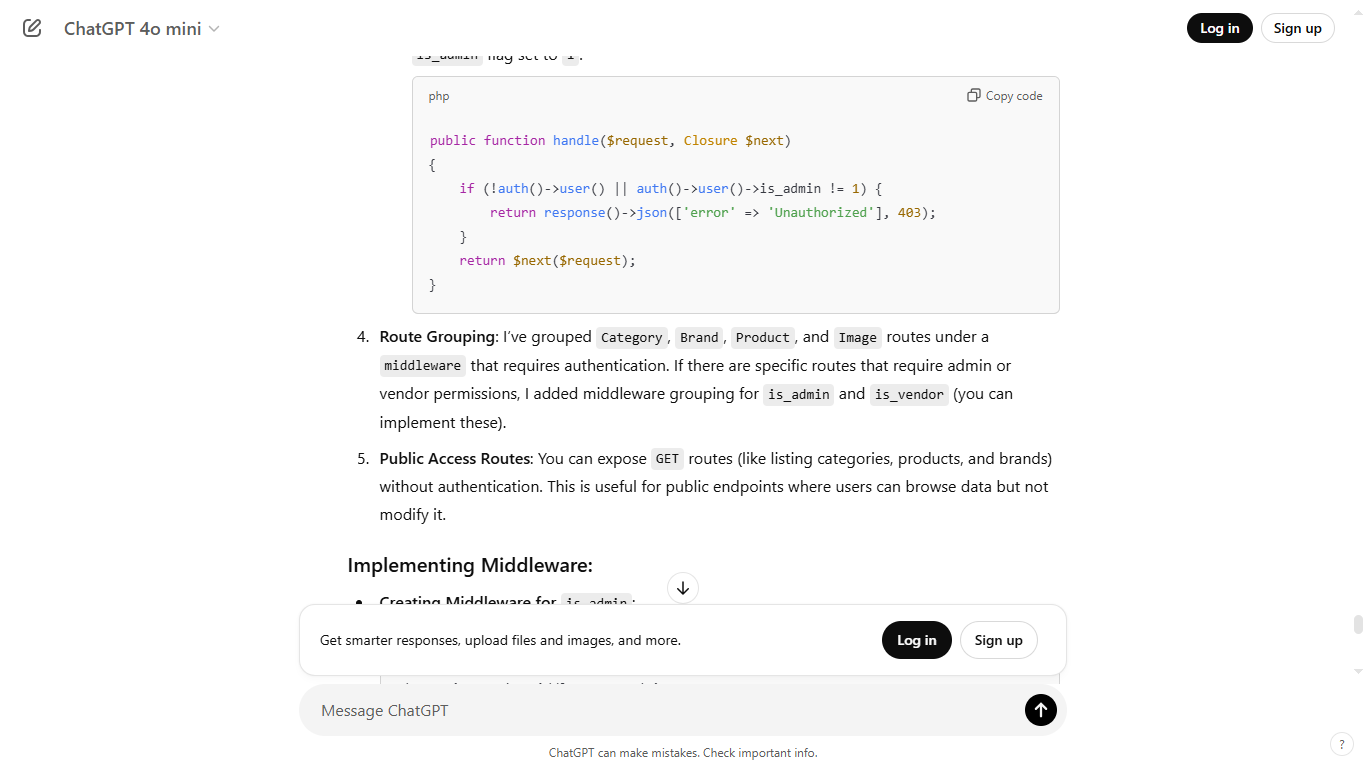 ChatGPT 4o mini
Log in
Sign up
is_admin flag set to 1.
php
Copy code
public function handle($request, Closure $next)
{
    if (!auth()->user() || auth()->user()->is_admin != 1) {
        return response()->json(['error' => 'Unauthorized'], 403);
    }
    return $next($request);
}
4. Route Grouping: I've grouped Category, Brand, Product, and Image routes under a
middleware that requires authentication. If there are specific routes that require admin or
vendor permissions, I added middleware grouping for is_admin and is_vendor (you can
implement these).
5. Public Access Routes: You can expose GET routes (like listing categories, products, and brands)
without authentication. This is useful for public endpoints where users can browse data but not
modify it.
Implementing Middleware:
• Creating Middleware for is_admin:
Get smarter responses, upload files and images, and more.
Log in
Sign up
Message ChatGPT
ChatGPT can make mistakes. Check important info.
?